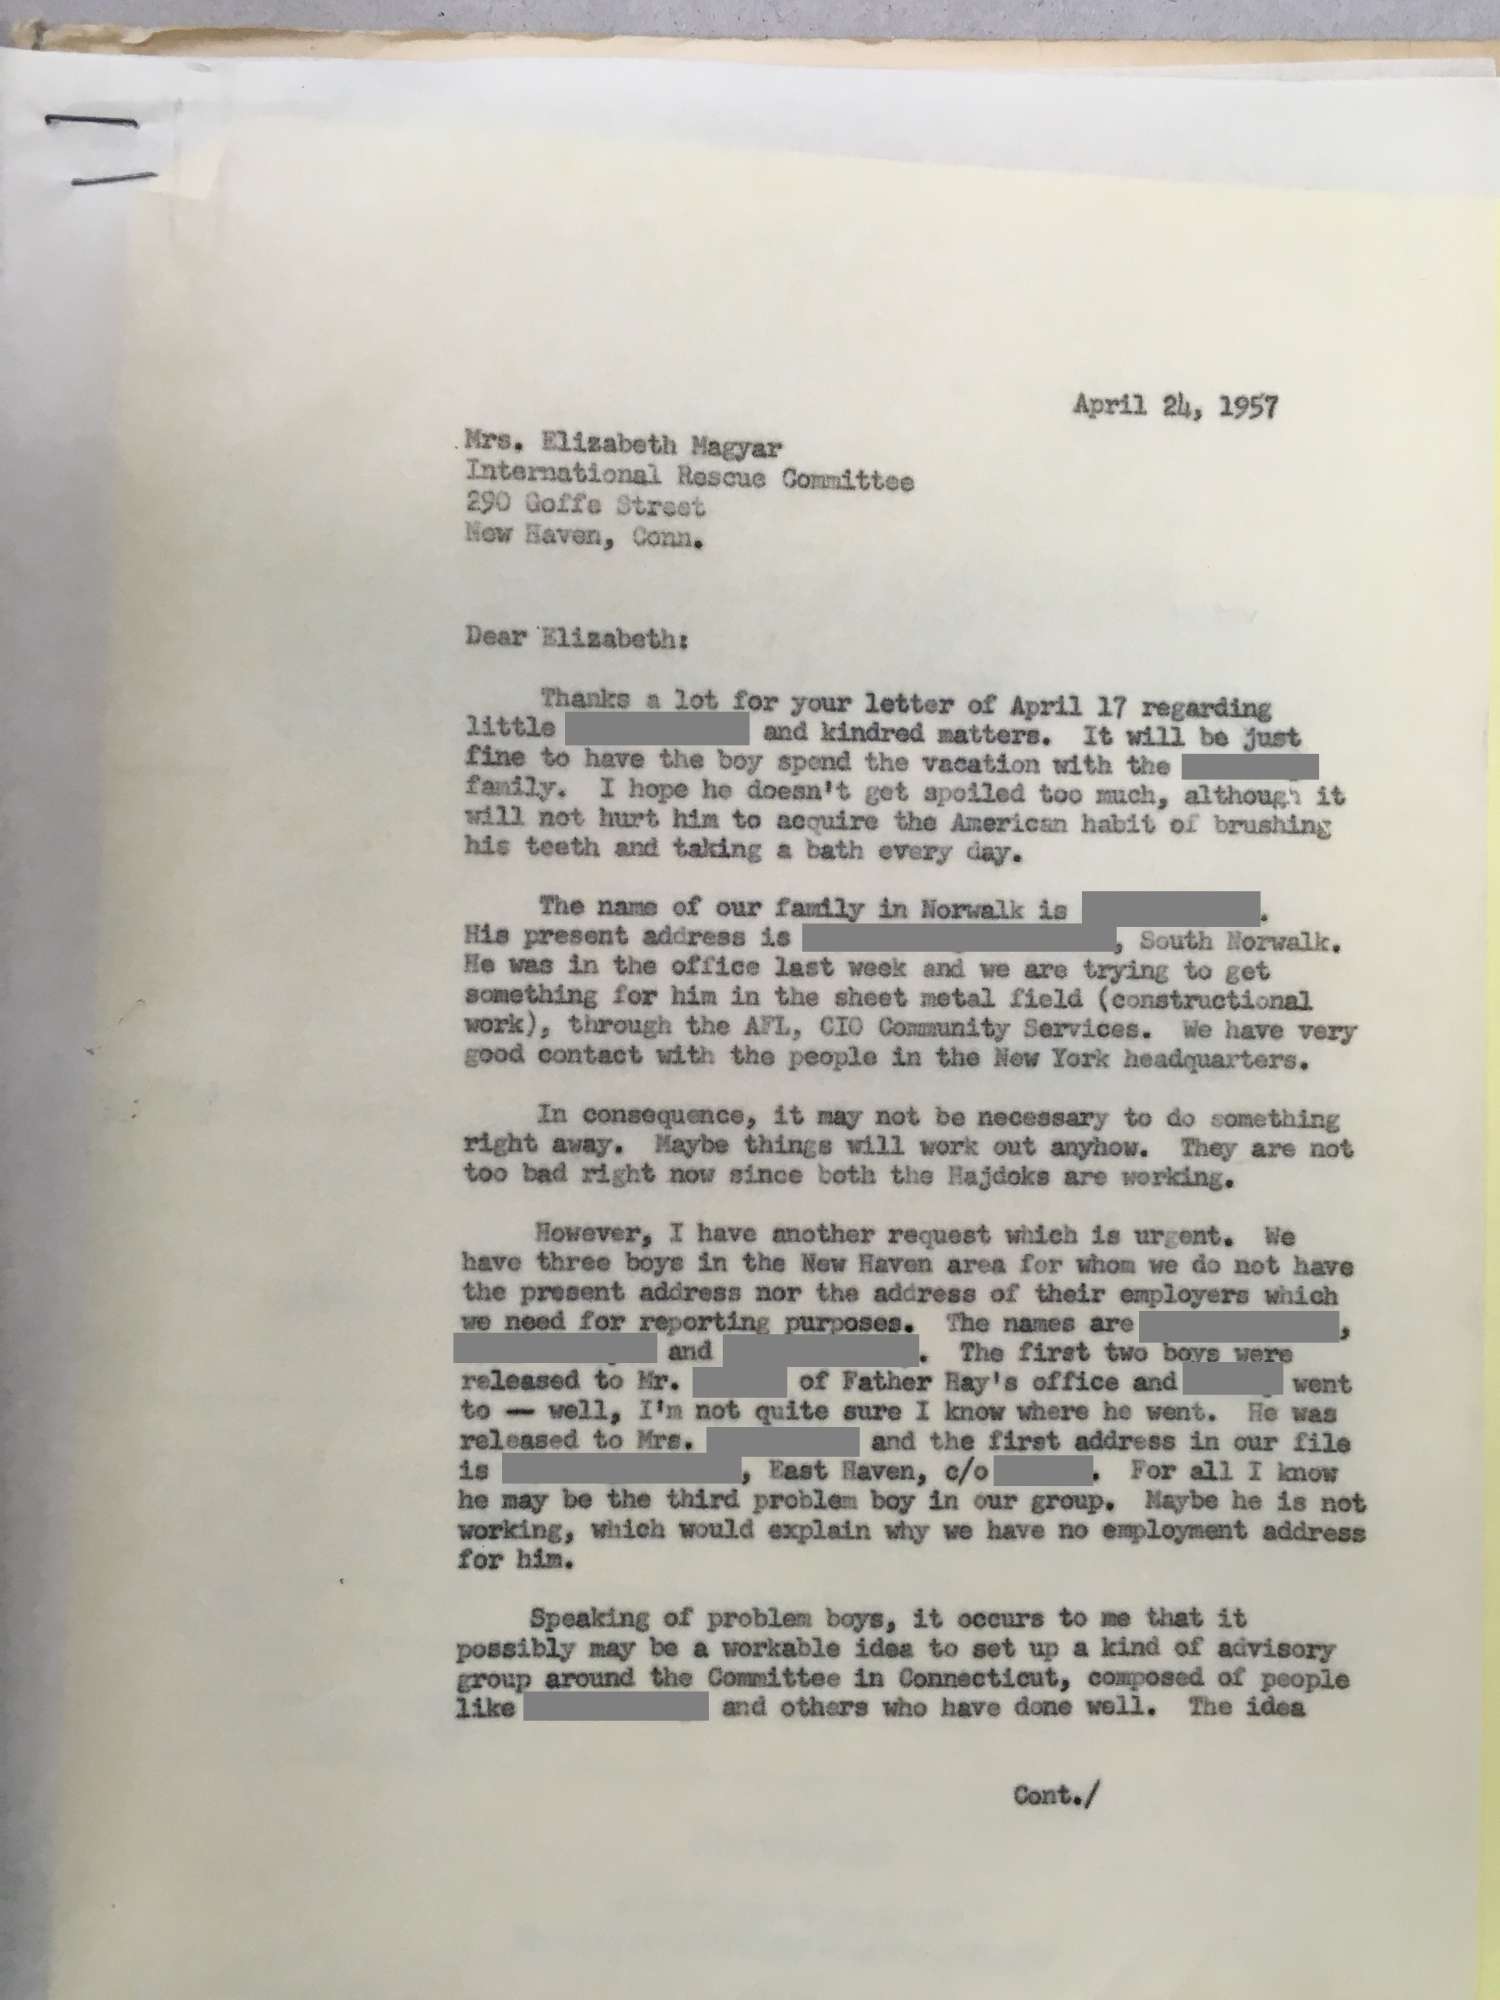 April 24, 1957
Mrs. Elizabeth Magyar
International Rescue Committee
290 Goffe Street
New Haven, Conn.
Dear Elizabeth:
Thanks a lot for your letter of April 17 regarding
little and kindred matters. It will be just
fine to have the boy spend the vacation with the
family. I hope he doesn't get spoiled too much, although it
will not hurt him to acquire the American habit of brushing
his teeth and taking a bath every day.
The name of our family in Norwalk is .
His present address is , South Norwalk.
He was in the office last week and we are trying to get
something for him in the sheet metal field (constructional
work), through the AFL, CIO Community Services. We have very
good contact with the people in the New York headquarters.
In consequence, it may not be necessary to do something
right away. Maybe things will work out anyhow. They are not
too bad right now since both the Hajdoks are working.
However, I have another request which is urgent. We
have three boys in the New Haven area for whom we do not have
the present address nor the address of their employers which
we need for reporting purposes. The names are ,
and . The first two boys were
released to Mr. of Father Hay's office and went
to — well, I'm not quite sure I know where he went. He was
released to Mrs. and the first address in our file
is , East Haven, c/o . For all I know
he may be the third problem boy in our group. Maybe he is not
working, which would explain why we have no employment address
for him.
Speaking of problem boys, it occurs to me that it
possibly may be a workable idea to set up a kind of advisory
group around the Committee in Connecticut, composed of people
like and others who have done well. The idea
Cont./